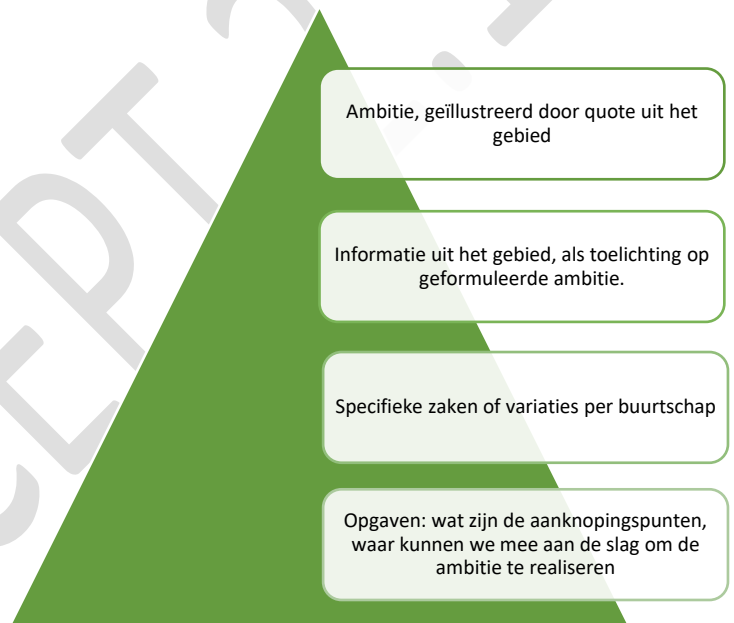 Ambitie, geïllustreerd door quote uit het
gebied
Informatie uit het gebied, als toelichting op
geformuleerde ambitie.
Specifieke zaken of variaties per buurtschap
Opgaven: wat zijn de aanknopingspunten,
waar kunnen we mee aan de slag om de
ambitie te realiseren